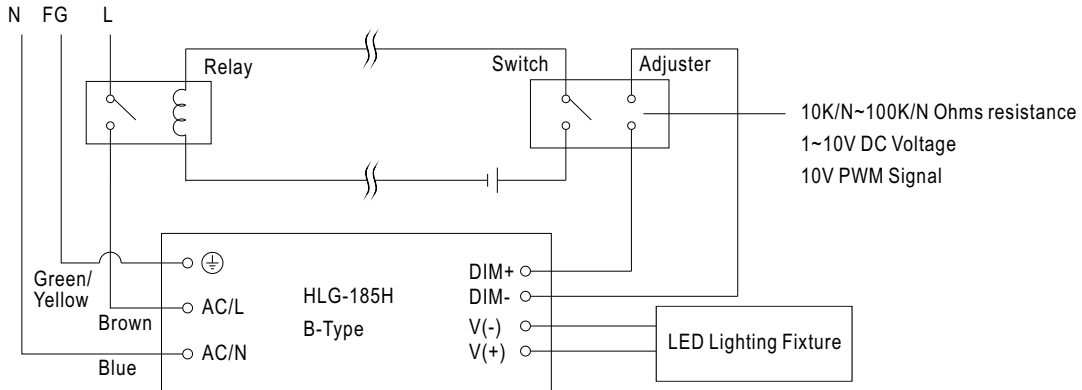 N FG L
Relay
Switch
Adjuster
10K/N~100K/N Ohms resistance
1~10V DC Voltage
10V PWM Signal
Green/
Yellow
Brown
Blue
AC/L
AC/N
HLG-185H
B-Type
DIM+
DIM-
V(-)
V(+)
LED Lighting Fixture